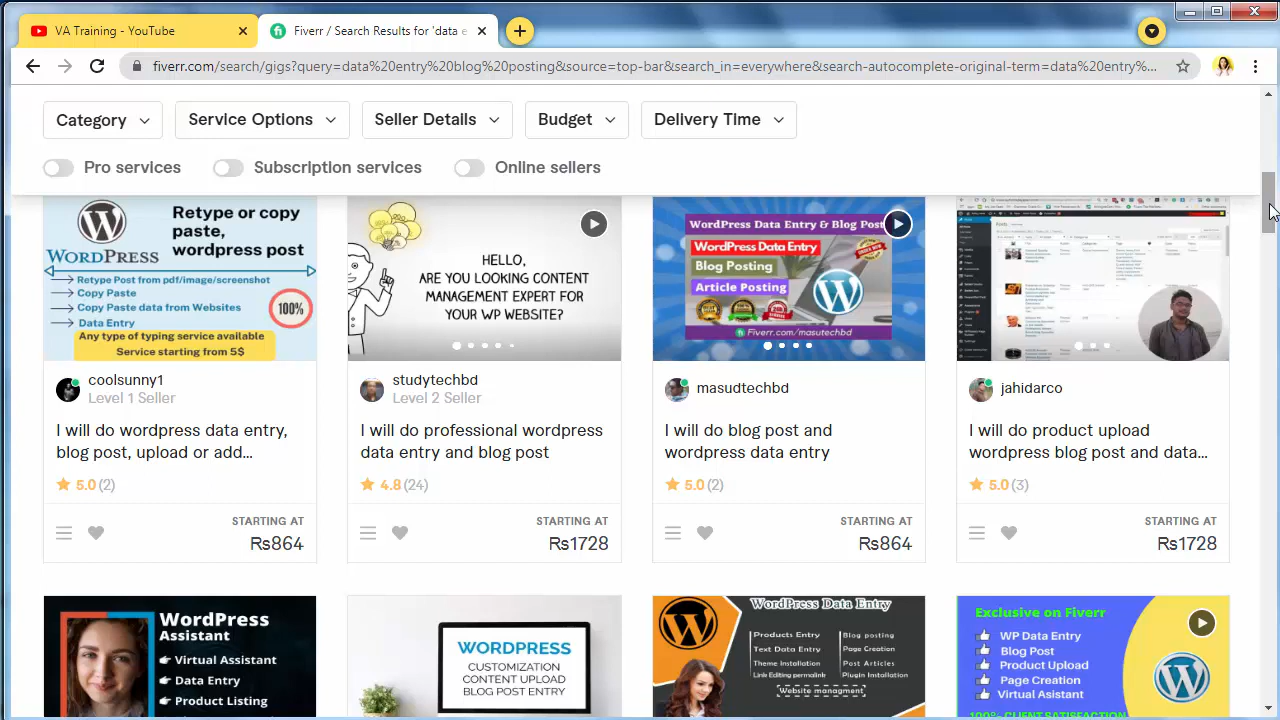 VA Training - YouTube
Fiverr / Search Results for 'data e
fiverr.com/search/gigs?query=data%20entry%20blog%20posting&source=top-bar&search_in=everywhere&search-autocomplete-original-term=data%20entry%...
Category
Service Options
Seller Details
Budget
Delivery Time
Pro services
Subscription services
Online sellers
WORDPRESS
Retype or copy
paste,
wordpress post
Retype Post from pdf/image/screenshot
Copy Paste
Copy Paste data from Websites
Data Entry
100%
Any type of typing service available
Service starting from 5$
HELLO,
E YOU LOOKING CONTENT
MANAGEMENT EXPERT FOR
YOUR WP WEBSITE?
WordPress Data Entry & Blog Post
WordPress Data Entry
Blog Posting
Article Posting
Fiverr.com/masutechbd
Posts
coolsunny1
Level 1 Seller
I will do wordpress data entry,
blog post, upload or add...
5.0 (2)
STARTING AT
Rs864
studytechbd
Level 2 Seller
I will do professional wordpress
data entry and blog post
4.8 (24)
STARTING AT
Rs1728
masudtechbd
I will do blog post and
wordpress data entry
5.0 (2)
STARTING AT
Rs864
jahidarco
I will do product upload
wordpress blog post and data...
5.0 (3)
STARTING AT
Rs1728
WordPress
Assistant
Virtual Assistant
Data Entry
Product Listing
WORDPRESS
CUSTOMIZATION
CONTENT UPLOAD
BLOG POST ENTRY
WordPress Data Entry
Products Entry
Text Data Entry
Theme Installation
Link Editing permalink
Blog posting
Page Creation
Post Articles
Plugin Installation
Website managment
Exclusive on Fiverr
WP Data Entry
Blog Post
Product Upload
Page Creation
Virtual Assistant
100% CLIENT SATISFACTION